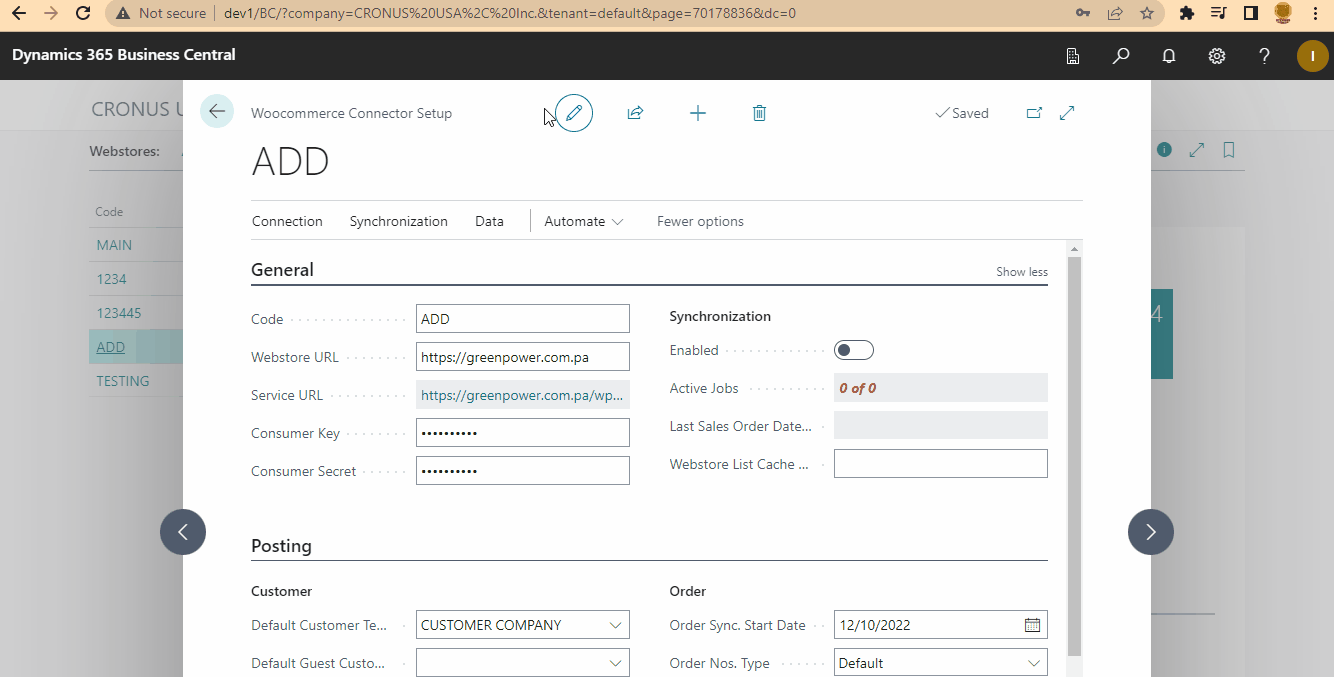 Not secure dev1/BC/?company=CRONUS%20USA%2C%20Inc.&tenant=default&page=70178836&dc=0
Dynamics 365 Business Central
?
I
CRONUS U
Webstores:
Code
MAIN
1234
123445
ADD
TESTING
4
Woocommerce Connector Setup
Saved
ADD
Connection Synchronization Data Automate Fewer options
General Show less
Code ADD
Webstore URL https://greenpower.com.pa
Service URL https://greenpower.com.pa/wp...
Consumer Key ••••••••••
Consumer Secret ••••••••••
Synchronization
Enabled
Active Jobs 0 of 0
Last Sales Order Date...
Webstore List Cache ...
Posting
Customer
Default Customer Te... CUSTOMER COMPANY
Default Guest Custo...
Order
Order Sync. Start Date 12/10/2022
Order Nos. Type Default